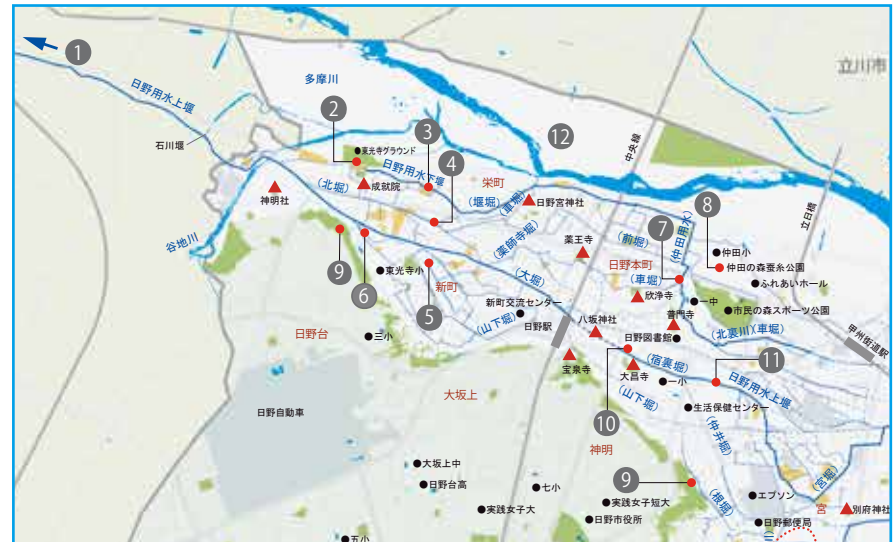 1
日野用水上堰
石川堰
多摩川
2
東光寺グラウンド
3
日野用水下堰
4
栄町
12
中央線
立川市
神明社
(北堀)
成就院
(堰堀)
(車堀)
日野宮神社
(薬師寺堀)
薬王寺
(前堀)
(仲田用水)
8
立日橋
仲田小
仲田の森蚕糸公園
7
日野本町
(車堀)
ふれあいホール
谷地川
9
6
東光寺小
新町
5
(大堀)
欣浄寺
一中
市民の森スポーツ公園
新町交流センター
日野駅
(山下堀)
八坂神社
普門寺
日野図書館
(北裏川)(車堀)
甲州街道駅
日野台
三小
宝泉寺
大昌寺
(宿裏堀)
11
日野用水上堰
一小
大坂上
(山下堀)
10
生活保健センター
日野自動車
神明
(仲井堀)
大坂上中
日野台高
七小
9
(根堀)
エプソン
(宮堀)
実践女子大
実践女子短大
日野市役所
日野郵便局
宮
別府神社
五小